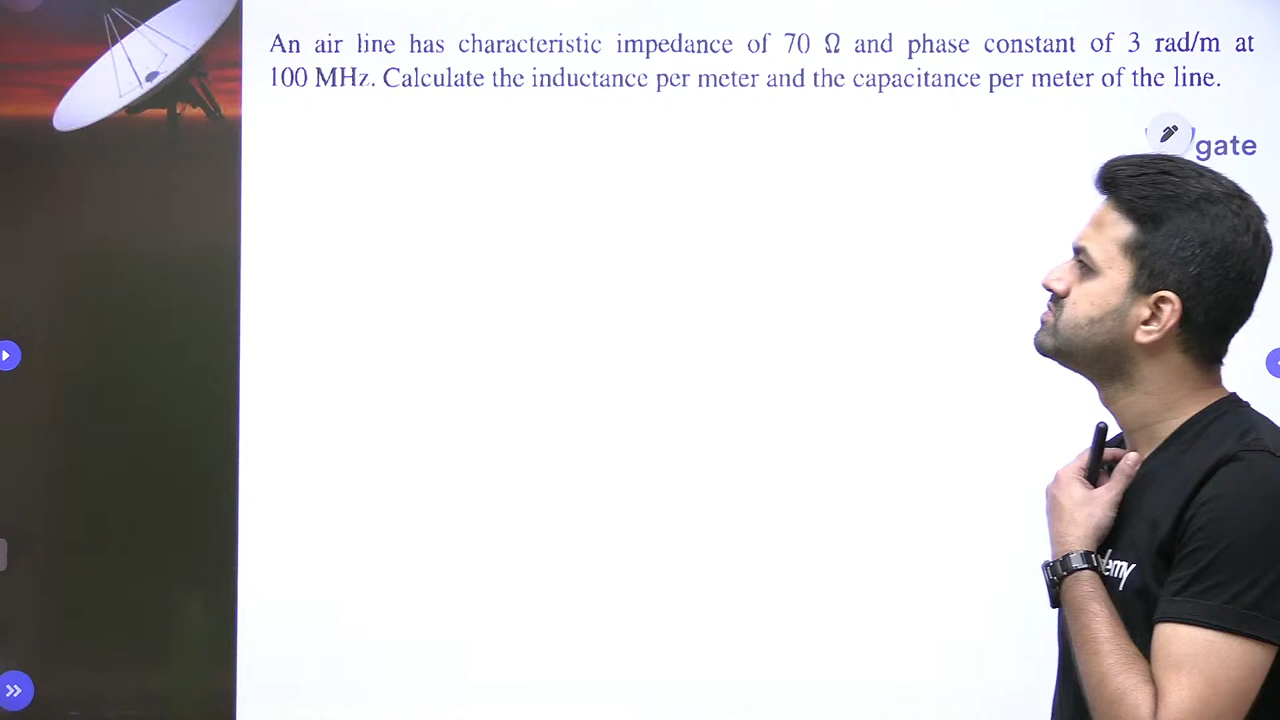 An air line has characteristic impedance of 70 Ω and phase constant of 3 rad/m at
100 MHz. Calculate the inductance per meter and the capacitance per meter of the line.
gate
demy